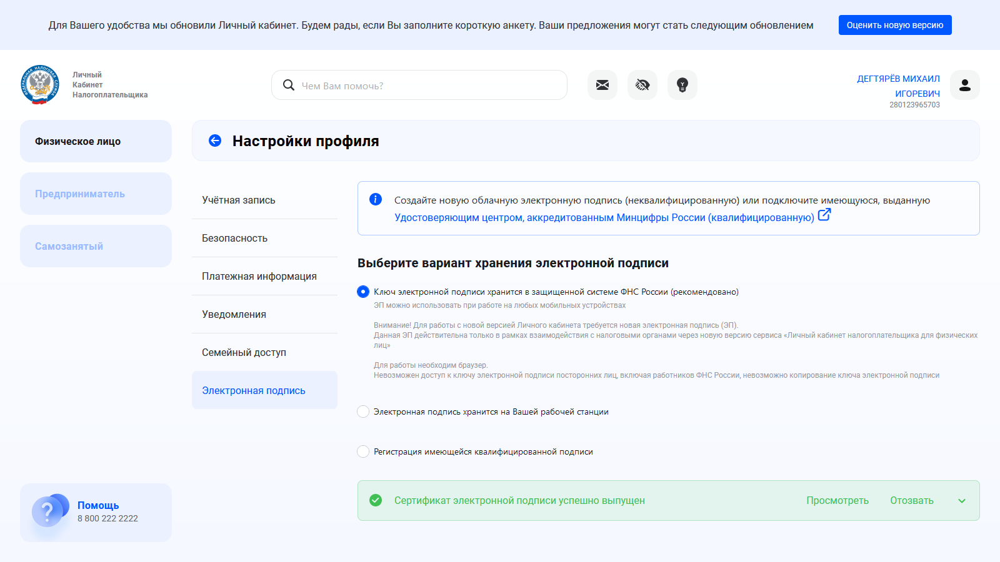 Для Вашего удобства мы обновили Личный кабинет. Будем рады, если Вы заполните короткую анкету. Ваши предложения могут стать следующим обновлением
Оценить новую версию
ФЕДЕРАЛЬНАЯ НАЛОГОВАЯ СЛУЖБА
Личный
Кабинет
Налогоплательщика
Чем Вам помочь?
ДЕГТЯРЁВ МИХАИЛ
ИГОРЕВИЧ
280123965703
Физическое лицо
Предприниматель
Самозанятый
Настройки профиля
Учётная запись
Безопасность
Платежная информация
Уведомления
Семейный доступ
Электронная подпись
Создайте новую облачную электронную подпись (неквалифицированную) или подключите имеющуюся, выданную
Удостоверяющим центром, аккредитованным Минцифры России (квалифицированную)
Выберите вариант хранения электронной подписи
Ключ электронной подписи хранится в защищенной системе ФНС России (рекомендовано)
ЭП можно использовать при работе на любых мобильных устройствах
Внимание! Для работы с новой версией Личного кабинета требуется новая электронная подпись (ЭП).
Данная ЭП действительна только в рамках взаимодействия с налоговыми органами через новую версию сервиса «Личный кабинет налогоплательщика для физических
лиц»
Для работы необходим браузер.
Невозможен доступ к ключу электронной подписи посторонних лиц, включая работников ФНС России, невозможно копирование ключа электронной подписи
Электронная подпись хранится на Вашей рабочей станции
Регистрация имеющейся квалифицированной подписи
Сертификат электронной подписи успешно выпущен
Просмотреть
Отозвать
Помощь
8 800 222 2222